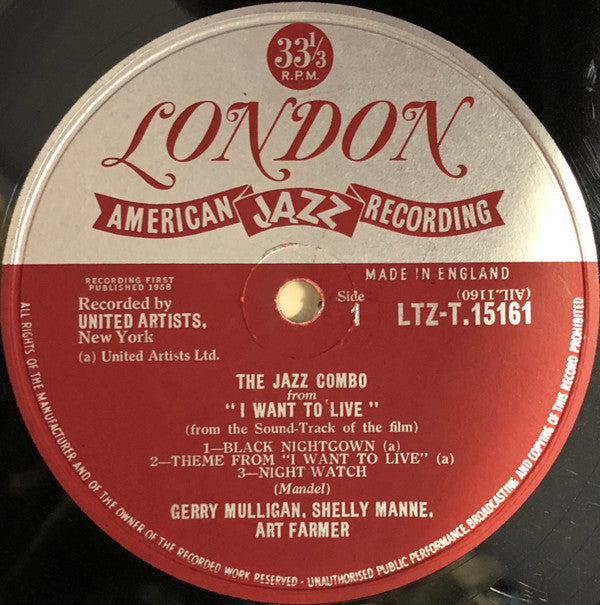 33⅓
R.P.M.
LONDON
AMERICAN JAZZ RECORDING
RECORDING FIRST
PUBLISHED 1958
Recorded by
UNITED ARTISTS,
New York
(a) United Artists Ltd.
MADE IN ENGLAND
(AIL.1160)
Side
1
LTZ-T.15161
THE JAZZ COMBO
from
"I WANT TO LIVE"
(from the Sound-Track of the film)
1—BLACK NIGHTGOWN (a)
2—THEME FROM "I WANT TO LIVE" (a)
3—NIGHT WATCH
(Mandel)
GERRY MULLIGAN, SHELLY MANNE,
ART FARMER
ALL RIGHTS OF THE MANUFACTURER AND OF THE OWNER OF THE RECORDED WORK RESERVED - UNAUTHORISED PUBLIC PERFORMANCE, BROADCASTING AND COPYING OF THIS RECORD PROHIBITED